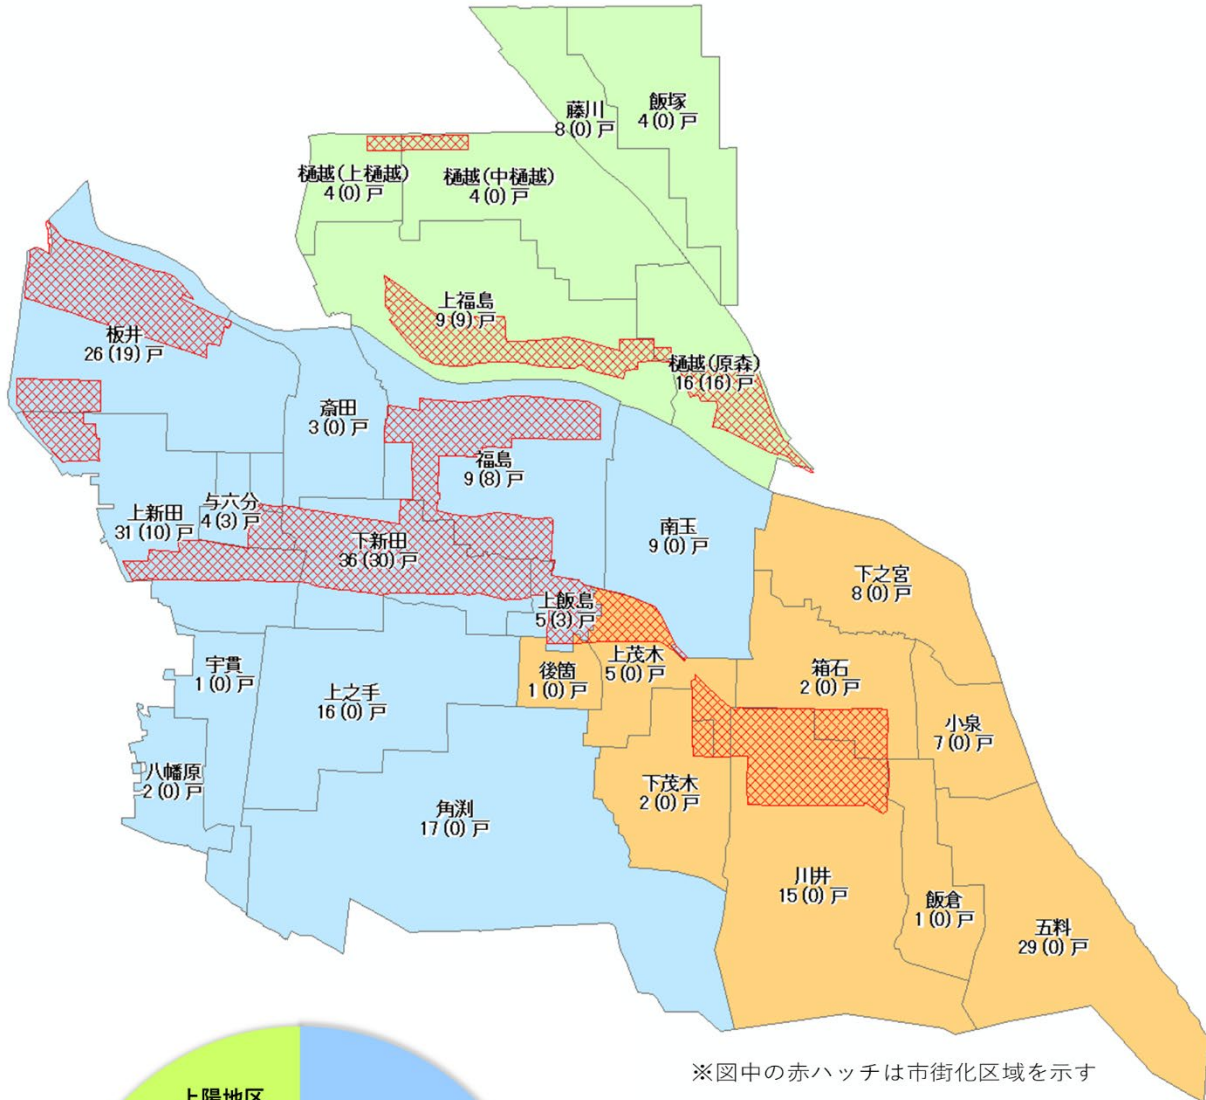 藤川
8(0)戸
飯塚
4(0)戸
樋越(上樋越)
4(0)戸
樋越(中樋越)
4(0)戸
上福島
9(9)戸
樋越(原森)
16(16)戸
板井
26(19)戸
斎田
3(0)戸
福島
9(8)戸
上新田
31(10)戸
与六分
4(3)戸
下新田
36(30)戸
南玉
9(0)戸
下之宮
8(0)戸
上飯島
5(3)戸
宇貫
1(0)戸
上之手
16(0)戸
後箇
1(0)戸
上茂木
5(0)戸
箱石
2(0)戸
小泉
7(0)戸
八幡原
2(0)戸
角渕
17(0)戸
下茂木
2(0)戸
川井
15(0)戸
飯倉
1(0)戸
五料
29(0)戸
※図中の赤ハッチは市街化区域を示す
上陽地区